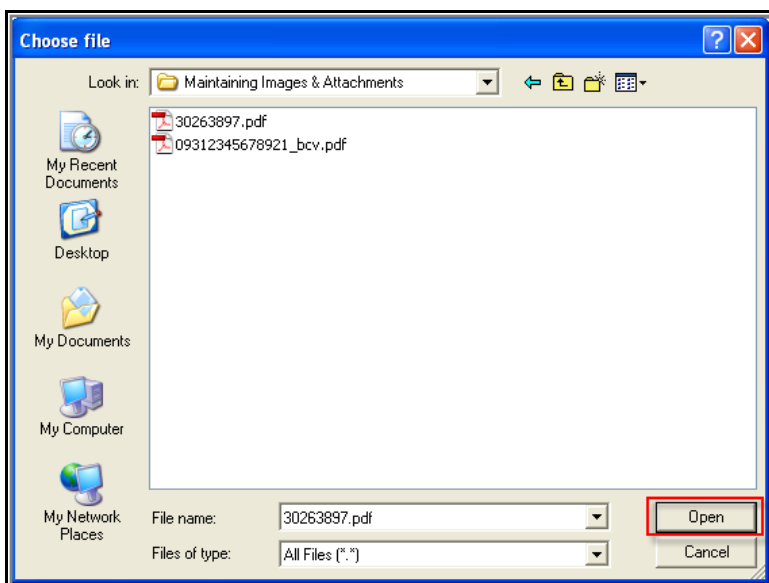 Choose file
Look in:
Maintaining Images & Attachments
30263897.pdf
09312345678921_bcv.pdf
My Recent
Documents
Desktop
My Documents
My Computer
My Network
Places
File name:
30263897.pdf
Open
Files of type:
All Files (*.*)
Cancel